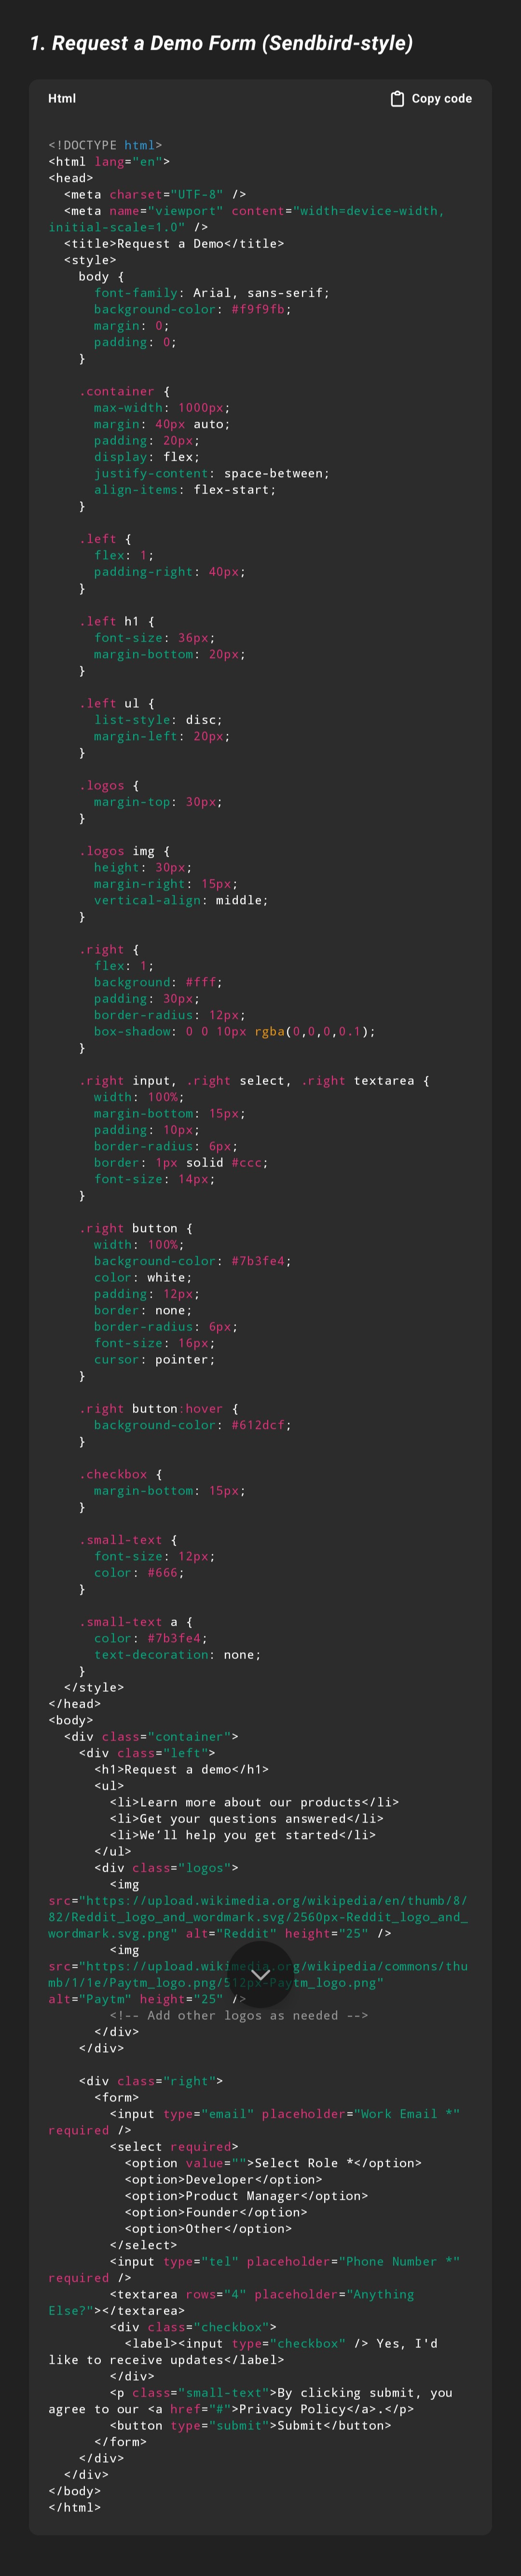 1. Request a Demo Form (Sendbird-style)
Html
Copy code
<!DOCTYPE html>
<html lang="en">
<head>
  <meta charset="UTF-8" />
  <meta name="viewport" content="width=device-width,
initial-scale=1.0" />
  <title>Request a Demo</title>
  <style>
    body {
      font-family: Arial, sans-serif;
      background-color: #f9f9fb;
      margin: 0;
      padding: 0;
    }

    .container {
      max-width: 1000px;
      margin: 40px auto;
      padding: 20px;
      display: flex;
      justify-content: space-between;
      align-items: flex-start;
    }

    .left {
      flex: 1;
      padding-right: 40px;
    }

    .left h1 {
      font-size: 36px;
      margin-bottom: 20px;
    }

    .left ul {
      list-style: disc;
      margin-left: 20px;
    }

    .logos {
      margin-top: 30px;
    }

    .logos img {
      height: 30px;
      margin-right: 15px;
      vertical-align: middle;
    }

    .right {
      flex: 1;
      background: #fff;
      padding: 30px;
      border-radius: 12px;
      box-shadow: 0 0 10px rgba(0,0,0,0.1);
    }

    .right input, .right select, .right textarea {
      width: 100%;
      margin-bottom: 15px;
      padding: 10px;
      border-radius: 6px;
      border: 1px solid #ccc;
      font-size: 14px;
    }

    .right button {
      width: 100%;
      background-color: #7b3fe4;
      color: white;
      padding: 12px;
      border: none;
      border-radius: 6px;
      font-size: 16px;
      cursor: pointer;
    }

    .right button:hover {
      background-color: #612dcf;
    }

    .checkbox {
      margin-bottom: 15px;
    }

    .small-text {
      font-size: 12px;
      color: #666;
    }

    .small-text a {
      color: #7b3fe4;
      text-decoration: none;
    }
  </style>
</head>
<body>
  <div class="container">
    <div class="left">
      <h1>Request a demo</h1>
      <ul>
        <li>Learn more about our products</li>
        <li>Get your questions answered</li>
        <li>We’ll help you get started</li>
      </ul>
      <div class="logos">
        <img
src="https://upload.wikimedia.org/wikipedia/en/thumb/8/
82/Reddit_logo_and_wordmark.svg/2560px-Reddit_logo_and_
wordmark.svg.png" alt="Reddit" height="25" />
        <img
src="https://upload.wikimedia.org/wikipedia/commons/thu
mb/1/1e/Paytm_logo.png/512px-Paytm_logo.png"
alt="Paytm" height="25" />
        <!-- Add other logos as needed -->
      </div>
    </div>

    <div class="right">
      <form>
        <input type="email" placeholder="Work Email *"
required />
        <select required>
          <option value="">Select Role *</option>
          <option>Developer</option>
          <option>Product Manager</option>
          <option>Founder</option>
          <option>Other</option>
        </select>
        <input type="tel" placeholder="Phone Number *"
required />
        <textarea rows="4" placeholder="Anything
Else?"></textarea>
        <div class="checkbox">
          <label><input type="checkbox" /> Yes, I'd
like to receive updates</label>
        </div>
        <p class="small-text">By clicking submit, you
agree to our <a href="#">Privacy Policy</a>.</p>
        <button type="submit">Submit</button>
      </form>
    </div>
  </div>
</body>
</html>